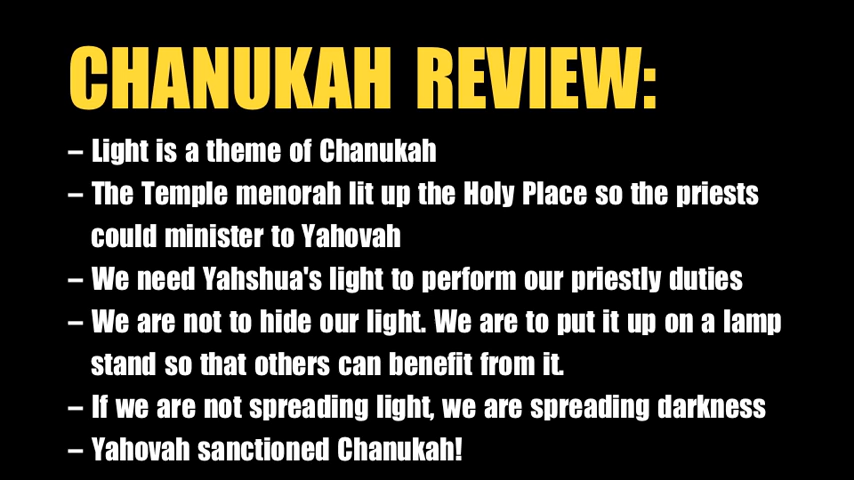 CHANUKAH REVIEW:
– Light is a theme of Chanukah
– The Temple menorah lit up the Holy Place so the priests
could minister to Yahovah
– We need Yahshua's light to perform our priestly duties
– We are not to hide our light. We are to put it up on a lamp
stand so that others can benefit from it.
– If we are not spreading light, we are spreading darkness
– Yahovah sanctioned Chanukah!